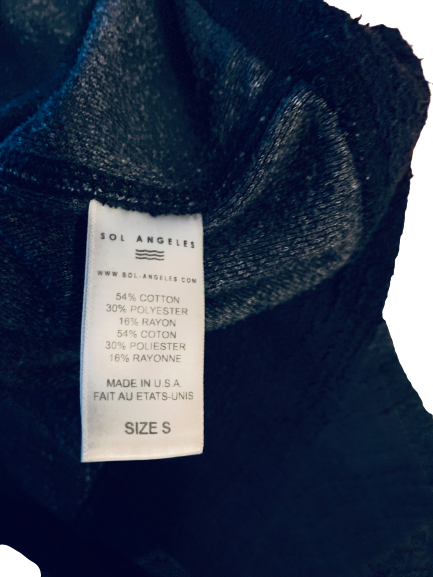 SOL ANGELES
WWW.SOL-ANGELES.COM
54% COTTON
30% POLYESTER
16% RAYON
54% COTON
30% POLIESTER
16% RAYONNE
MADE IN U.S.A.
FAIT AU ETATS-UNIS
SIZE S